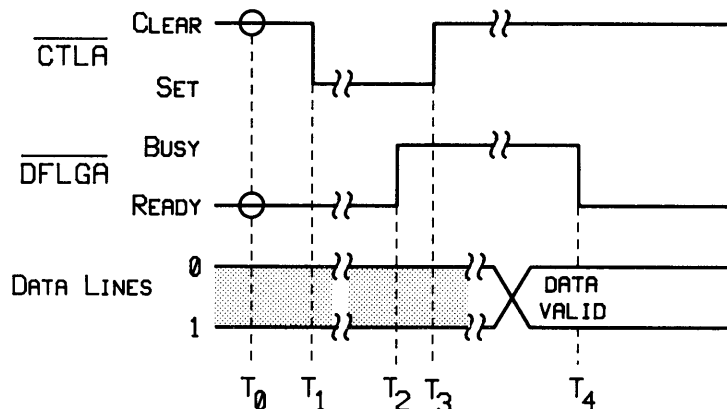 CLEAR
CTLA
SET
BUSY
DFLGA
READY
0
DATA LINES
DATA
VALID
1
T0 T1 T2 T3 T4